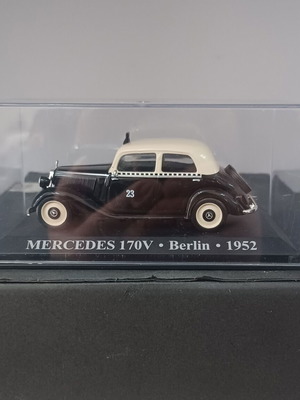 23
MERCEDES 170V • Berlin • 1952